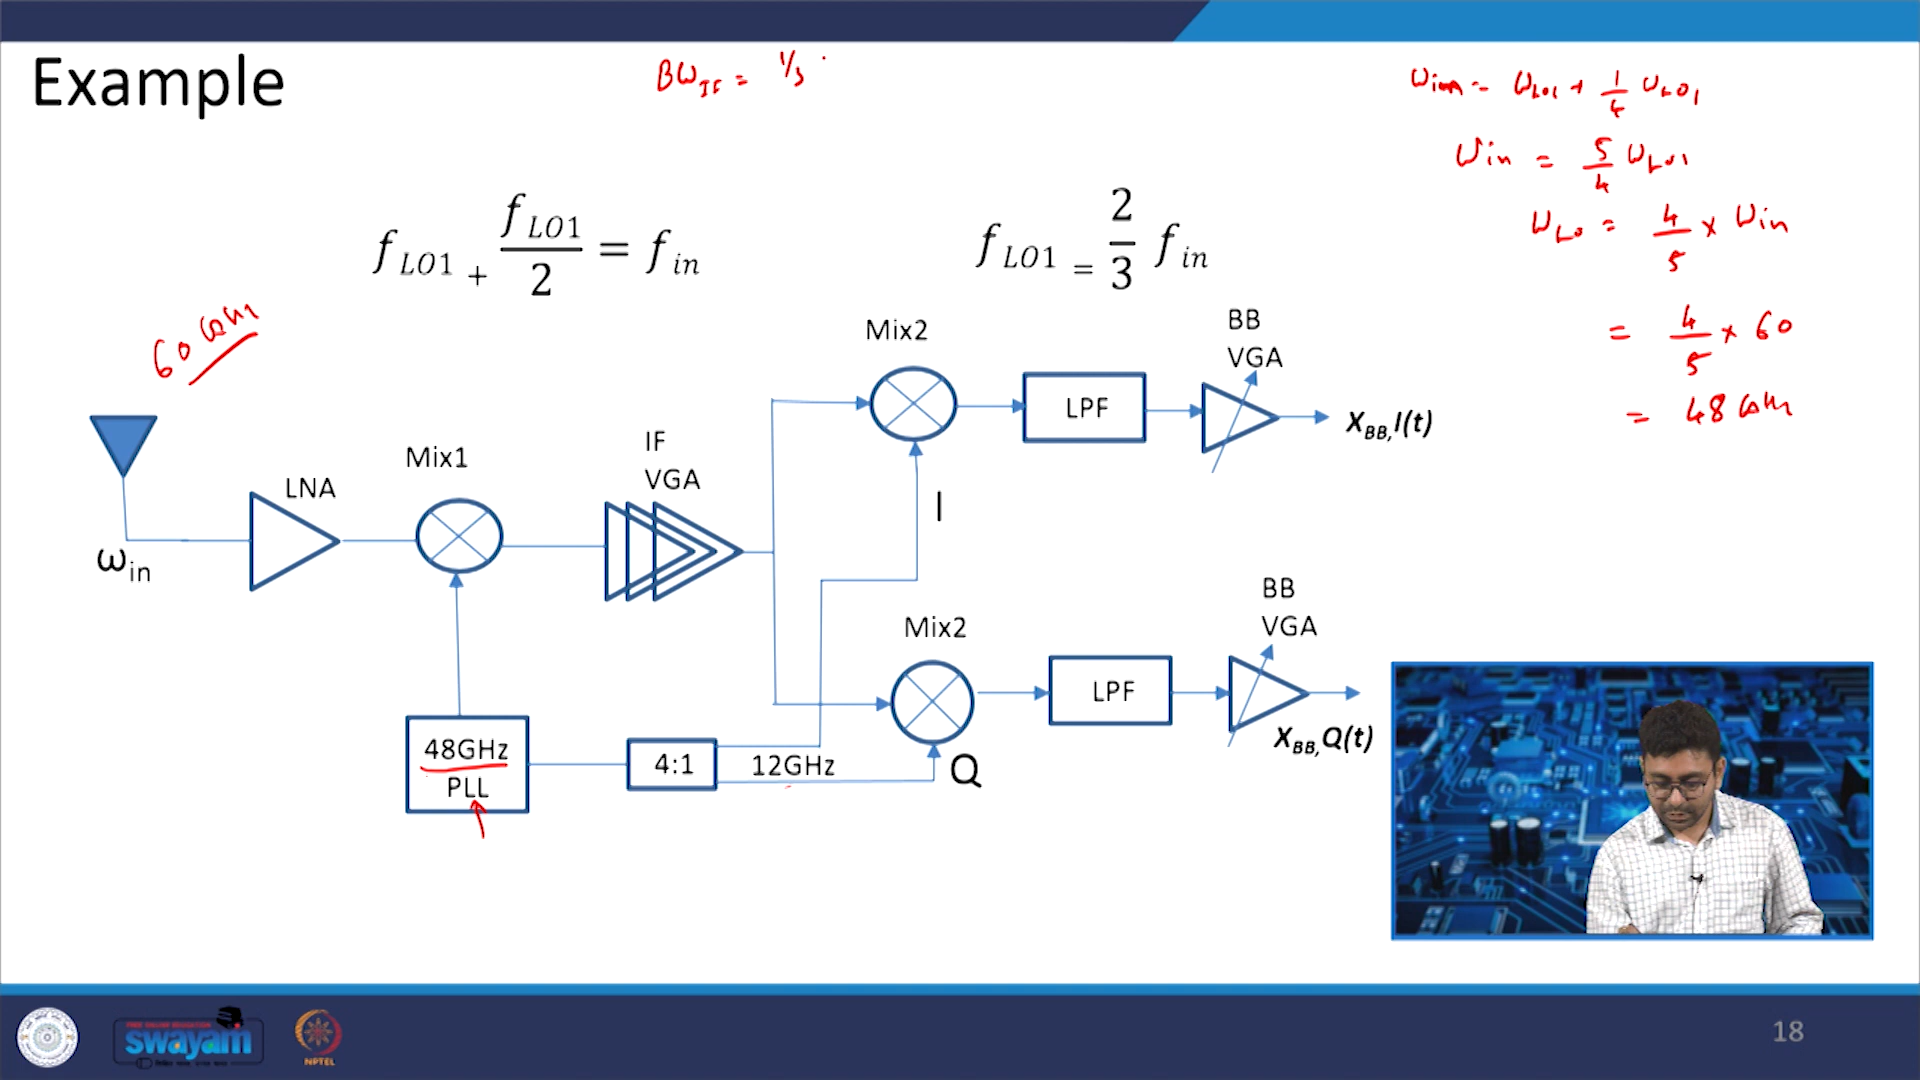 Example
BW_IF = 1/3
ω_in = ω_LO1 + 1/4 ω_LO1
ω_in = 5/4 ω_LO1
ω_LO = 4/5 × ω_in
= 4/5 × 60
= 48 GHz
f_LO1 + f_LO1/2 = f_in
f_LO1 = 2/3 f_in
60 GHz
Mix2
BB
VGA
LPF
X_BB,I(t)
IF
VGA
Mix1
LNA
I
ω_in
BB
VGA
Mix2
LPF
X_BB,Q(t)
48GHz
PLL
4:1
12GHz
Q
swayam
NPTEL
18